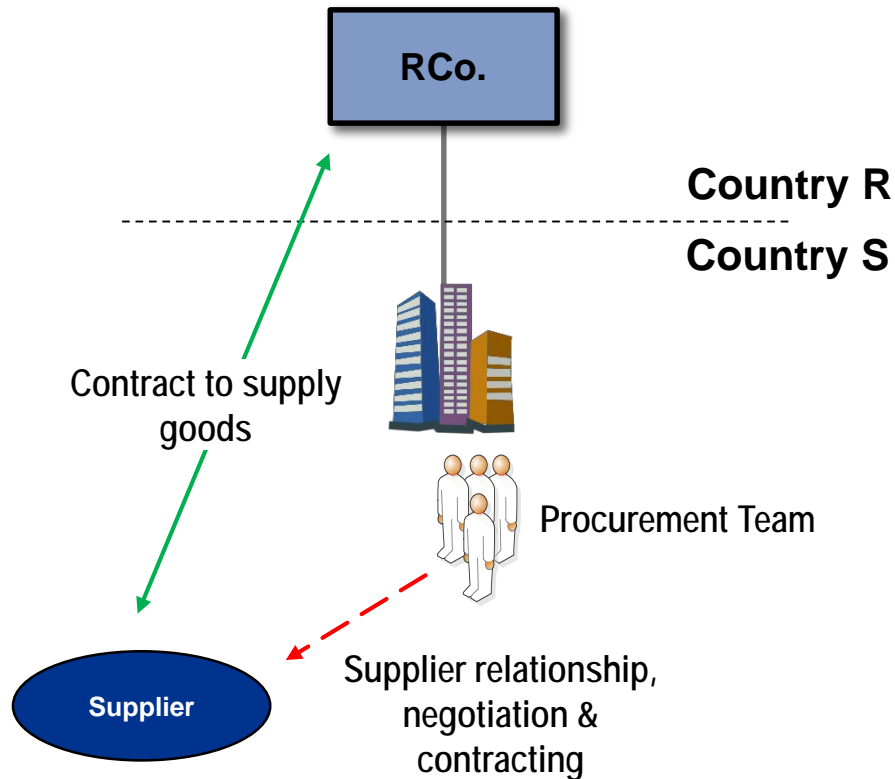 RCo.
Country R
Country S
Contract to supply
goods
Procurement Team
Supplier relationship,
negotiation &
contracting
Supplier